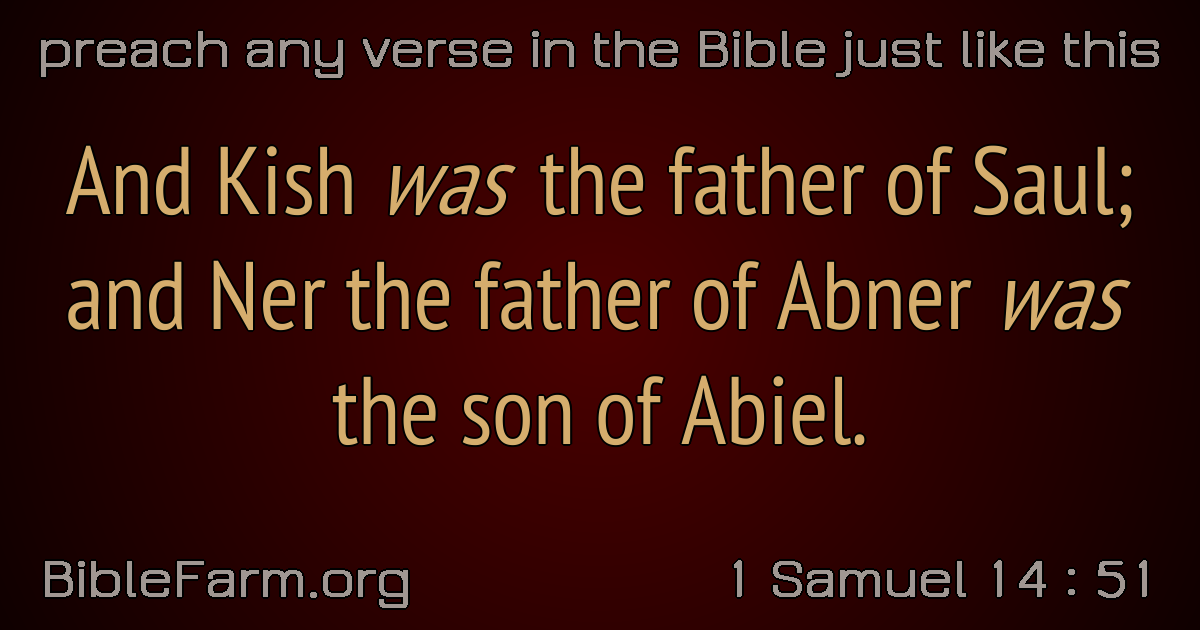 preach any verse in the Bible just like this
And Kish was the father of Saul;
and Ner the father of Abner was
the son of Abiel.
BibleFarm.org
1 Samuel 14 : 51